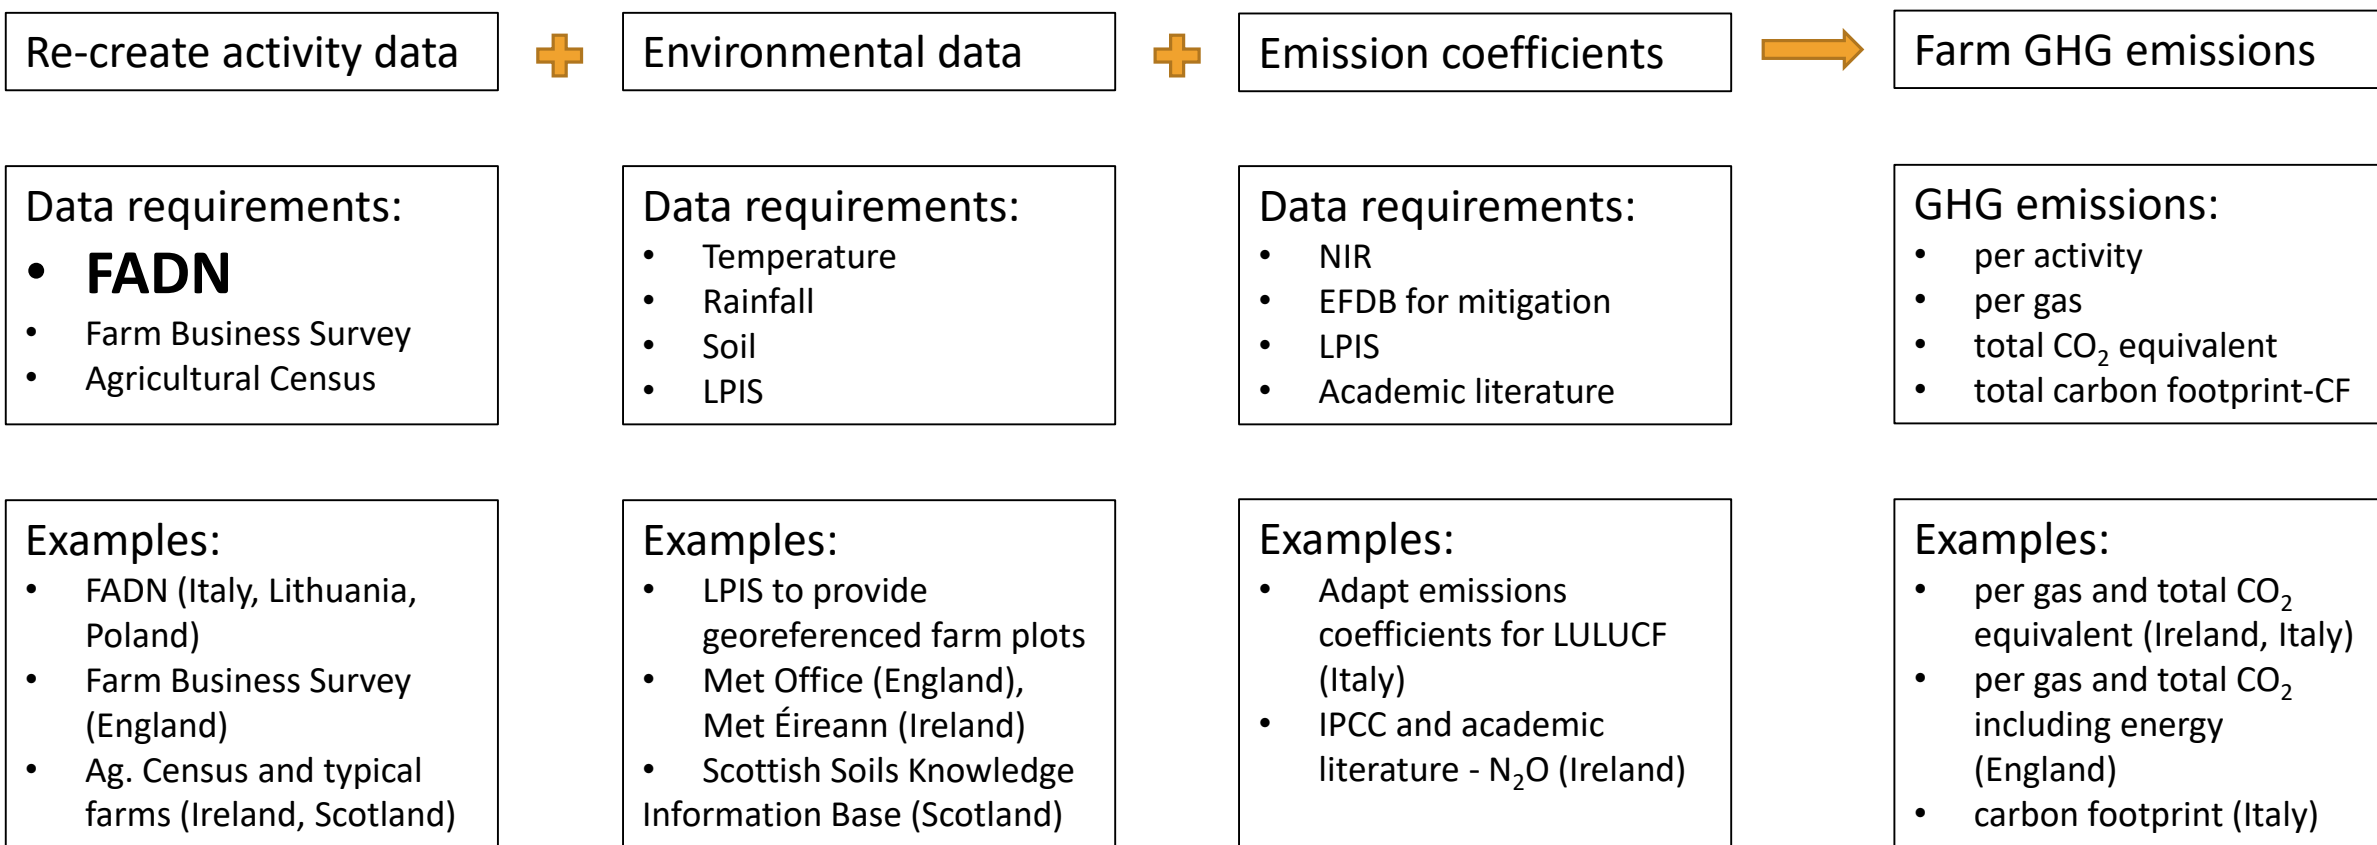 Re-create activity data
Environmental data
Emission coefficients
Farm GHG emissions
Data requirements:
• FADN
• Farm Business Survey
• Agricultural Census
Data requirements:
• Temperature
• Rainfall
• Soil
• LPIS
Data requirements:
• NIR
• EFDB for mitigation
• LPIS
• Academic literature
GHG emissions:
• per activity
• per gas
• total CO₂ equivalent
• total carbon footprint-CF
Examples:
• FADN (Italy, Lithuania,
Poland)
• Farm Business Survey
(England)
• Ag. Census and typical
farms (Ireland, Scotland)
Examples:
• LPIS to provide
georeferenced farm plots
• Met Office (England),
Met Éireann (Ireland)
• Scottish Soils Knowledge
Information Base (Scotland)
Examples:
• Adapt emissions
coefficients for LULUCF
(Italy)
• IPCC and academic
literature - N₂O (Ireland)
Examples:
• per gas and total CO₂
equivalent (Ireland, Italy)
• per gas and total CO₂
including energy
(England)
• carbon footprint (Italy)